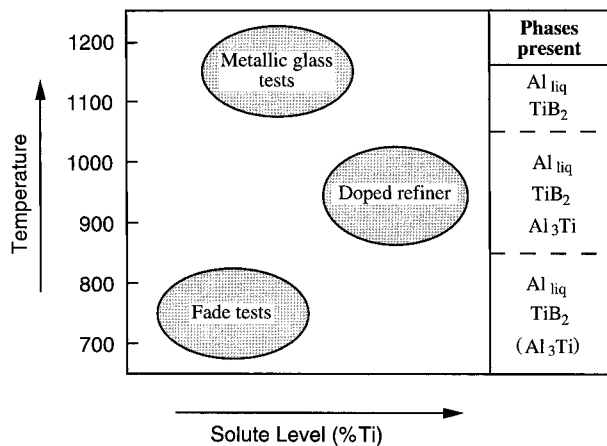 Phases
present
1200
Metallic glass
tests
Al liq
TiB2
1100
1000
Al liq
TiB2
Al3Ti
Doped refiner
900
800
Al liq
TiB2
(Al3Ti)
Fade tests
700
Temperature
Solute Level (%Ti)